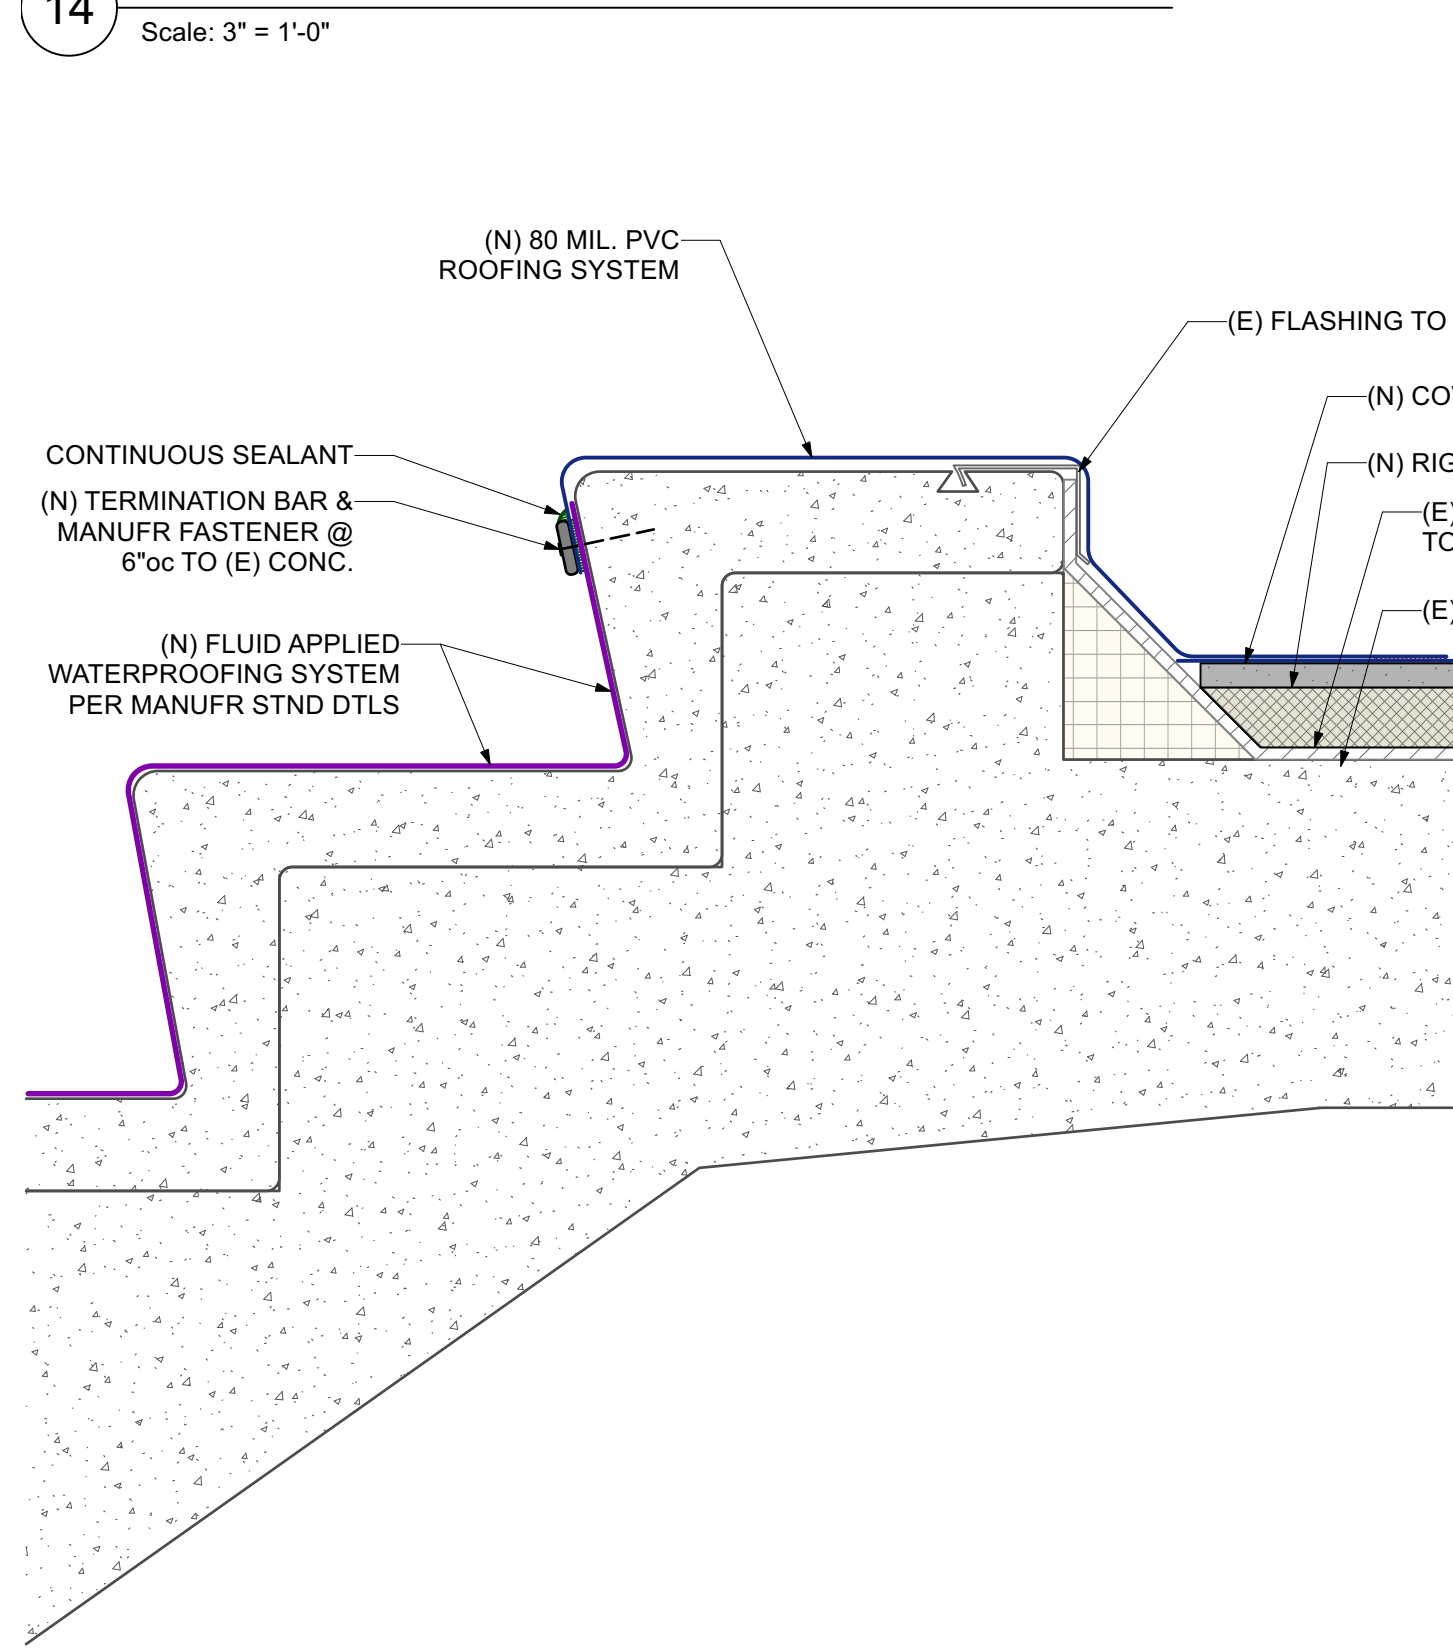 14
Scale: 3" = 1'-0"
(N) 80 MIL. PVC
ROOFING SYSTEM
(E) FLASHING TO
(N) CO
(N) RIG
(E)
TO
(E)
CONTINUOUS SEALANT
(N) TERMINATION BAR &
MANUFR FASTENER @
6"oc TO (E) CONC.
(N) FLUID APPLIED
WATERPROOFING SYSTEM
PER MANUFR STND DTLS